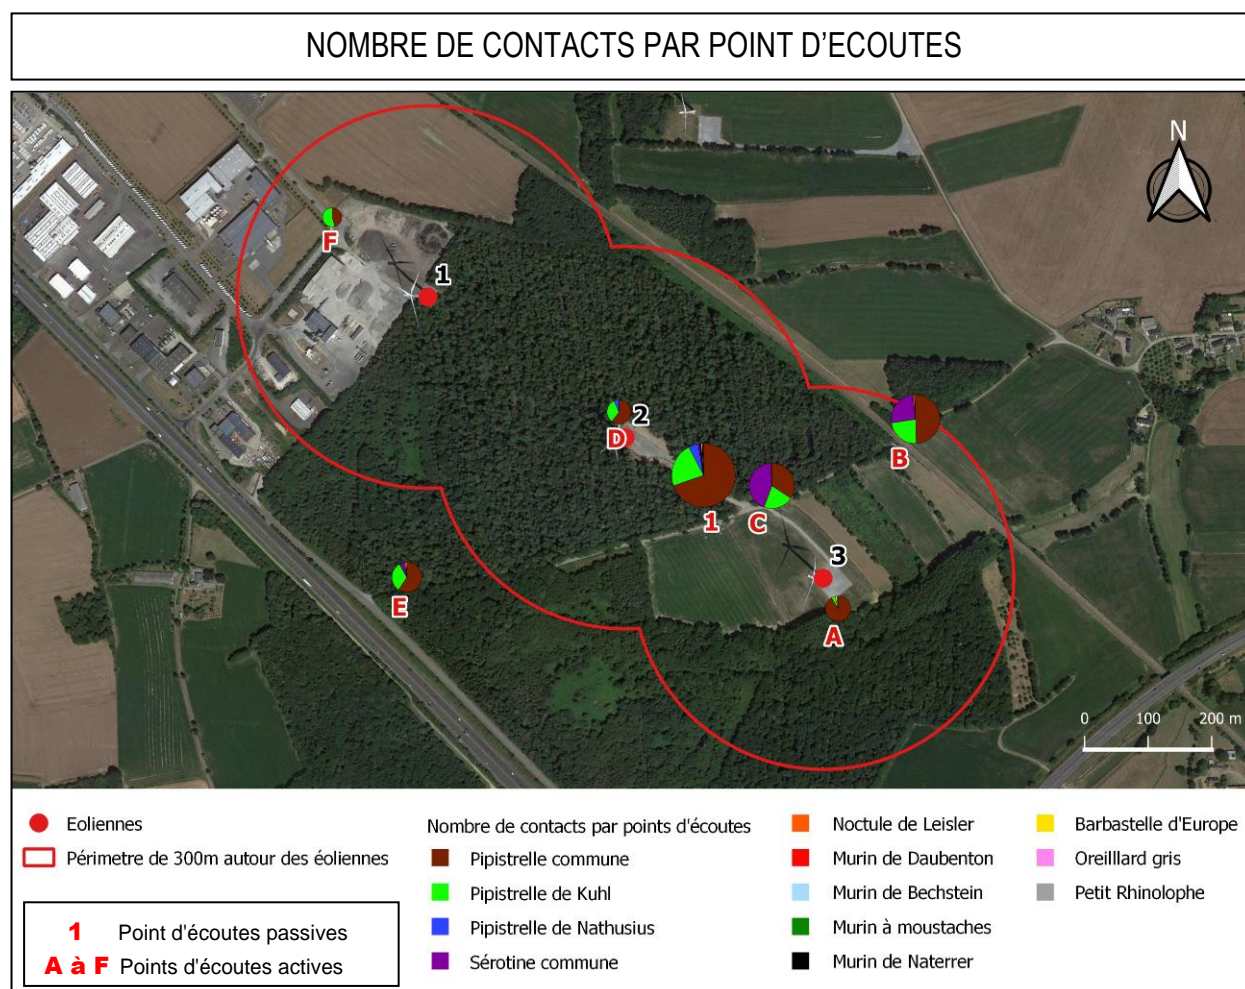 NOMBRE DE CONTACTS PAR POINT D'ECOUTES
N
F
1
2
D
B
1
C
3
E
A
0 100 200 m
Eoliennes
Périmetre de 300m autour des éoliennes
1 Point d'écoutes passives
A à F Points d'écoutes actives
Nombre de contacts par points d'écoutes
Pipistrelle commune
Pipistrelle de Kuhl
Pipistrelle de Nathusius
Sérotine commune
Noctule de Leisler
Murin de Daubenton
Murin de Bechstein
Murin à moustaches
Murin de Naterrer
Barbastelle d'Europe
Oreilllard gris
Petit Rhinolophe